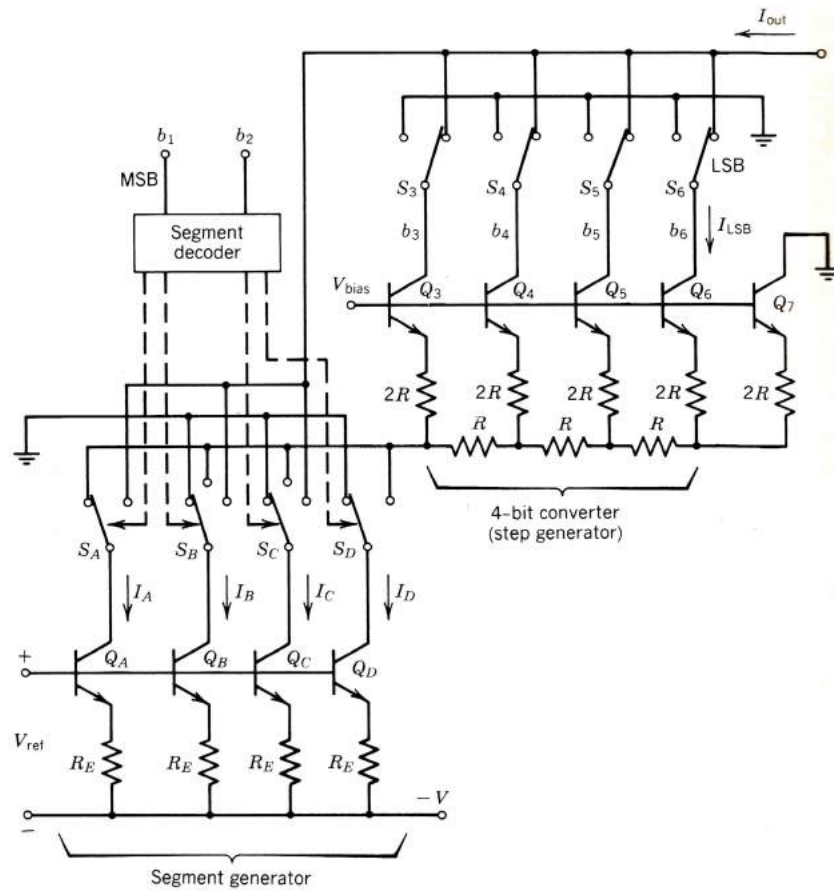 I_out
b_1 b_2
MSB
LSB
S_3 S_4 S_5 S_6
Segment
decoder
b_3 b_4 b_5 b_6 I_LSB
V_bias Q_3 Q_4 Q_5 Q_6 Q_7
2R 2R 2R 2R 2R
R R R
4-bit converter
(step generator)
S_A S_B S_C S_D
I_A I_B I_C I_D
+ Q_A Q_B Q_C Q_D
V_ref R_E R_E R_E R_E
− −V
Segment generator